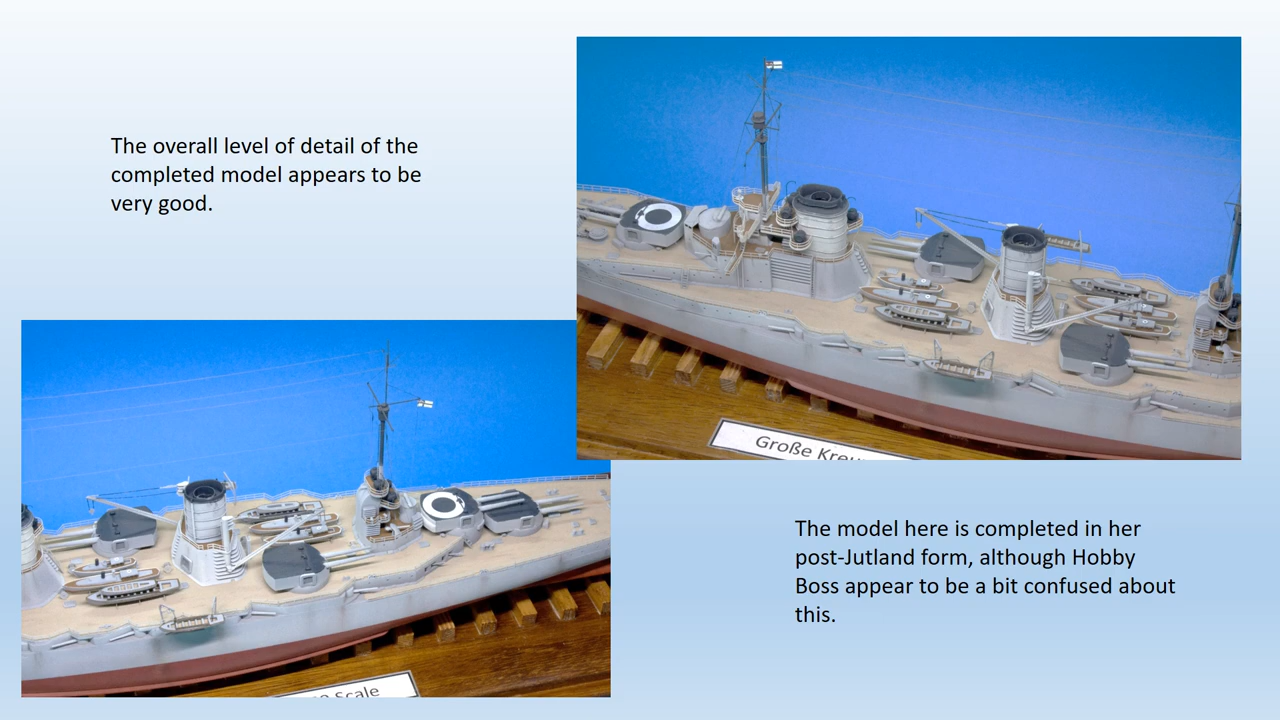 The overall level of detail of the
completed model appears to be
very good.
Große
Scale
The model here is completed in her
post-Jutland form, although Hobby
Boss appear to be a bit confused about
this.